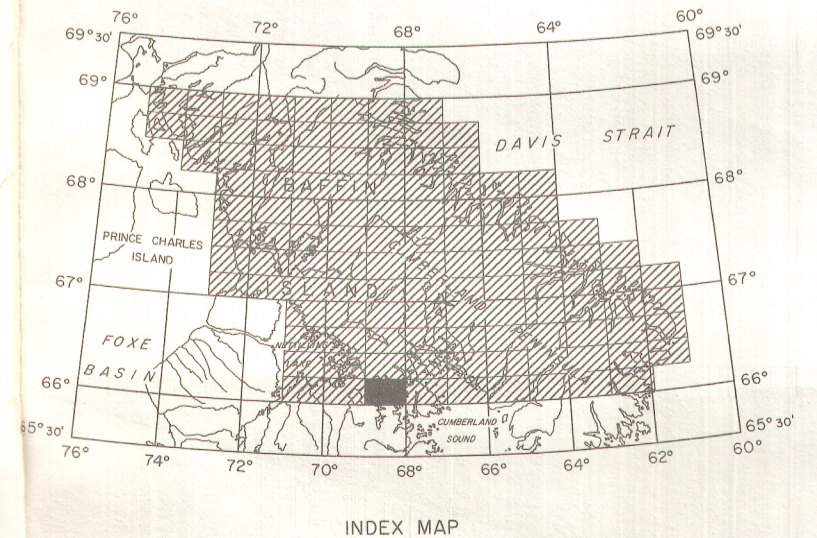 76° 72° 68° 64° 60°
69° 30' 69° 30'
69° 69°
DAVIS STRAIT
68° 68°
BAFFIN
PRINCE CHARLES
ISLAND
67° 67°
ISLAND
CUMBERLAND
PENINSULA
FOXE
BASIN
NETTILLING
LAKE
66° 66°
CUMBERLAND
SOUND
65° 30' 65° 30'
76° 74° 72° 70° 68° 66° 64° 62° 60°
INDEX MAP